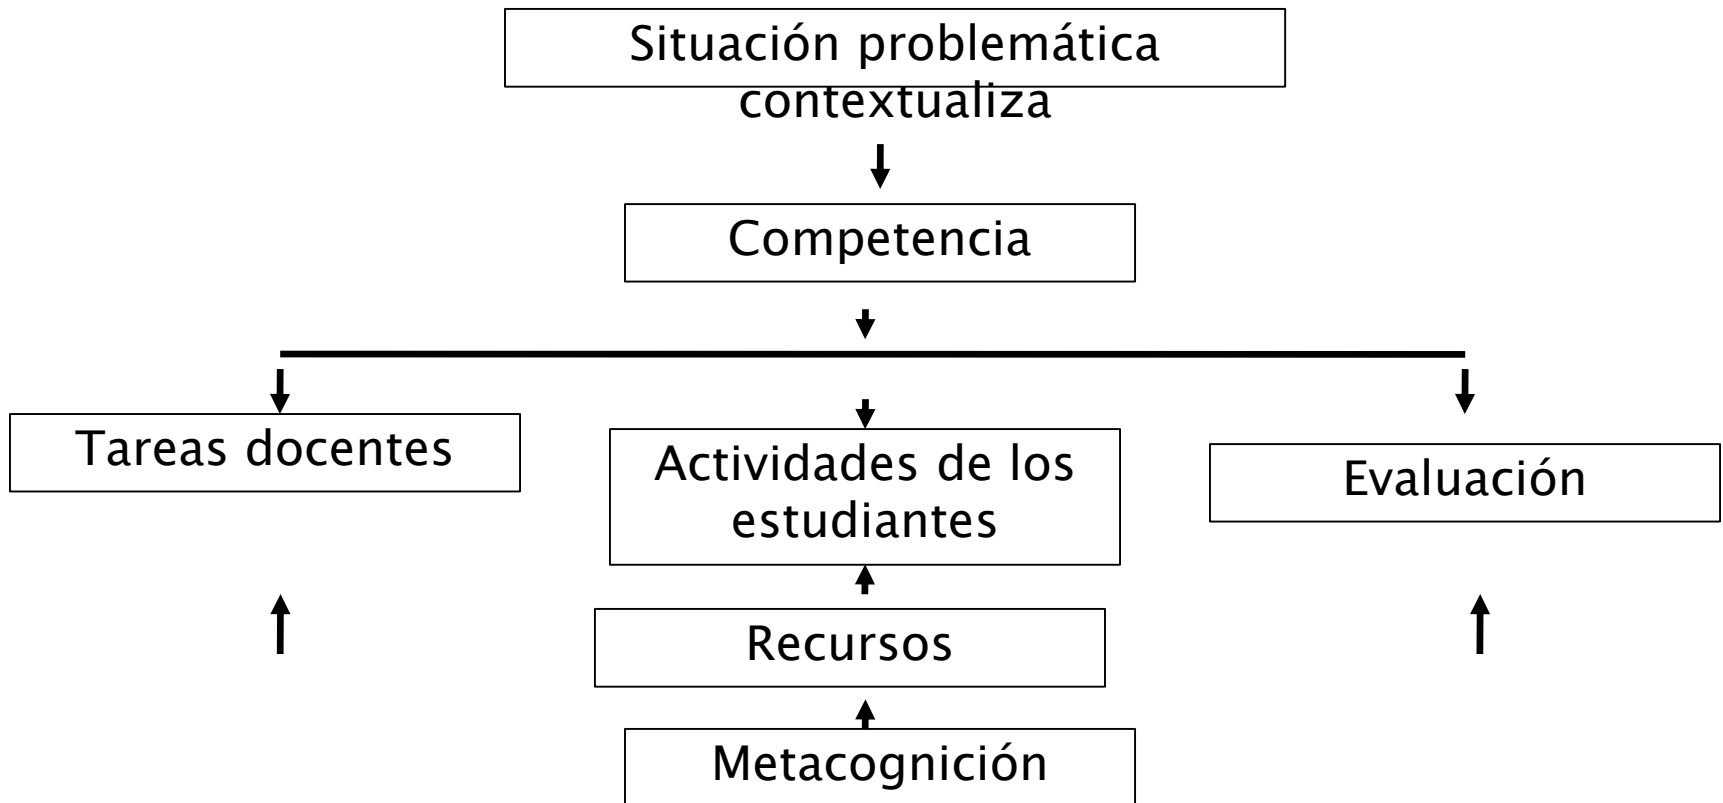 Situación problemática
contextualiza
Competencia
Tareas docentes
Actividades de los
estudiantes
Evaluación
Recursos
Metacognición